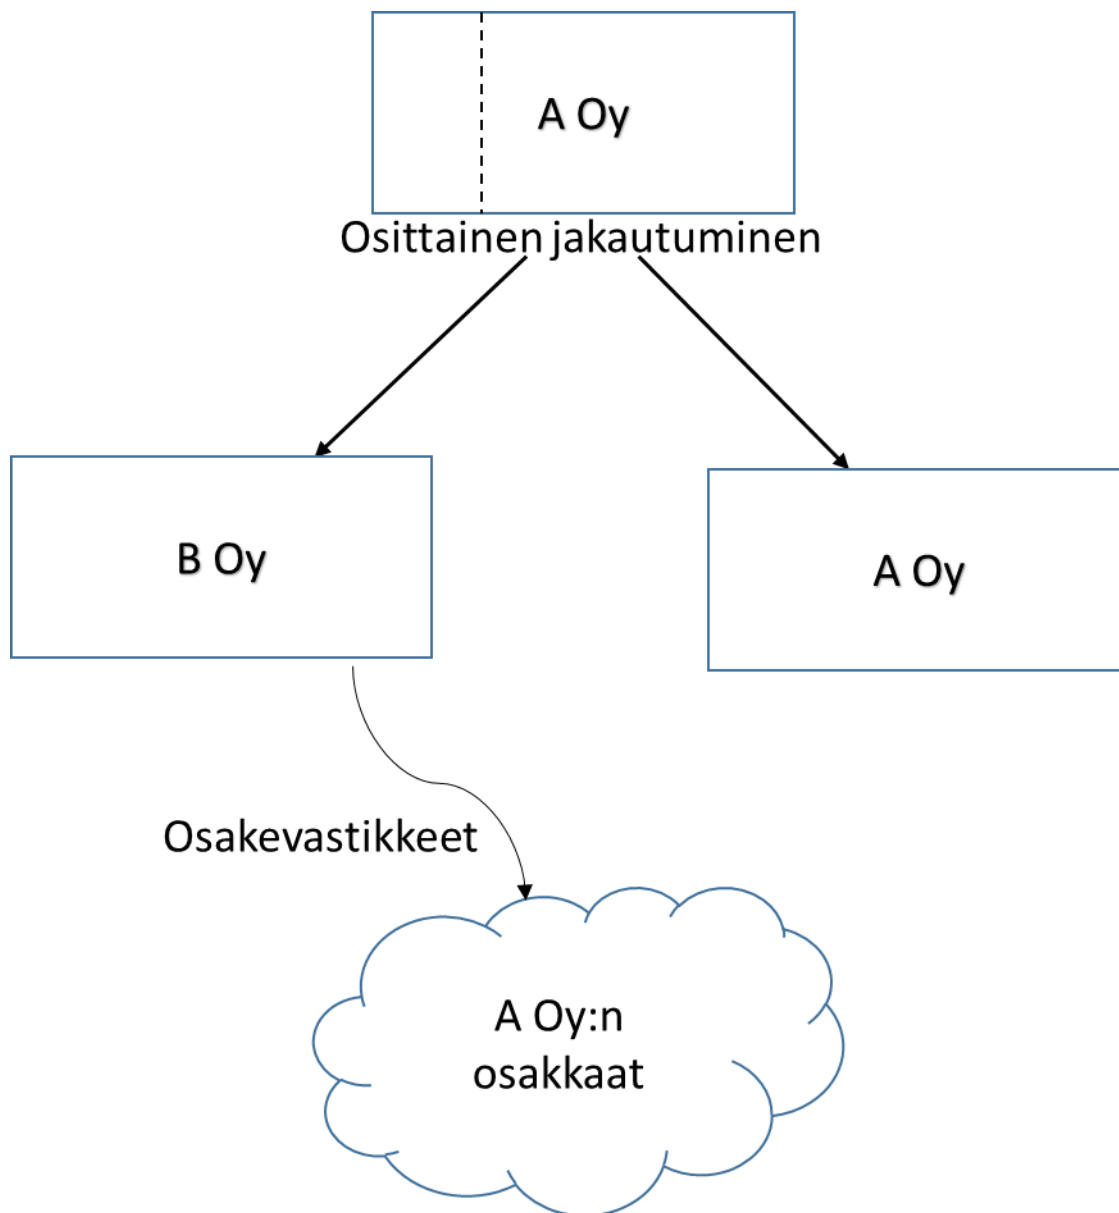 A Oy
Osittainen jakautuminen
B Oy
A Oy
Osakevastikkeet
A Oy:n
osakkaat